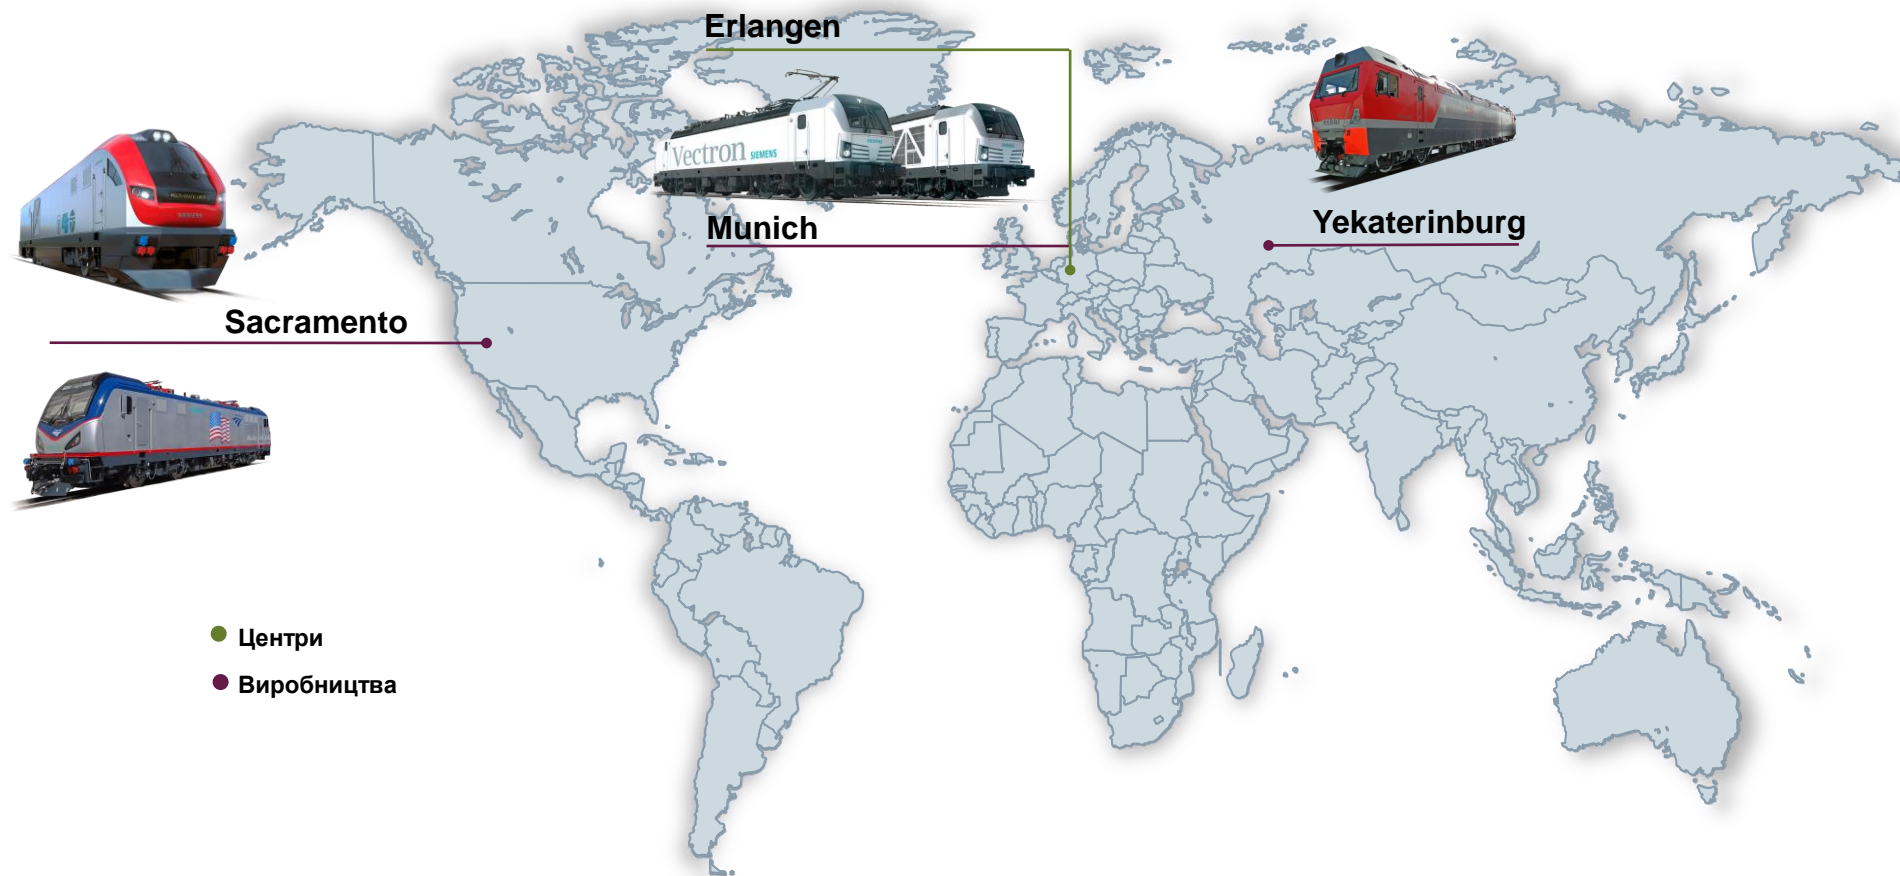 Erlangen
Vectron SIEMENS
Munich
Yekaterinburg
Sacramento
Центри
Виробництва